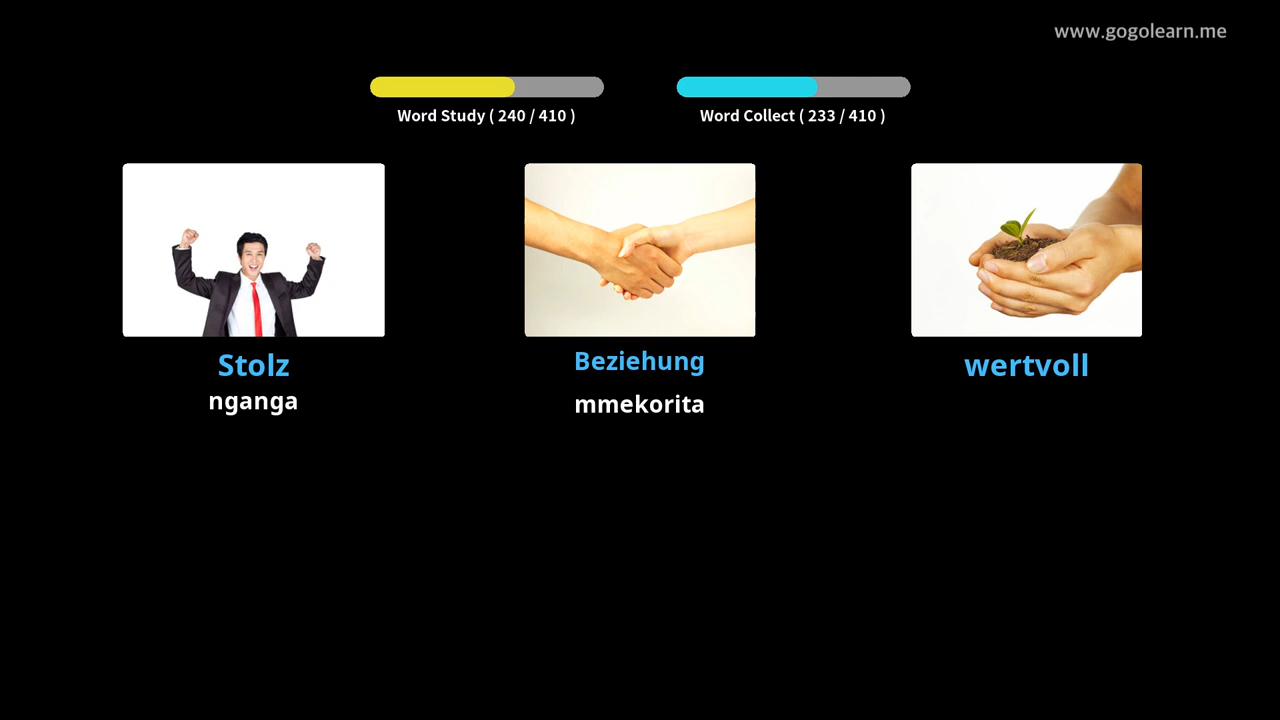 www.gogolearn.me
Word Study ( 240 / 410 )
Word Collect ( 233 / 410 )
Stolz
nganga
Beziehung
mmekorita
wertvoll